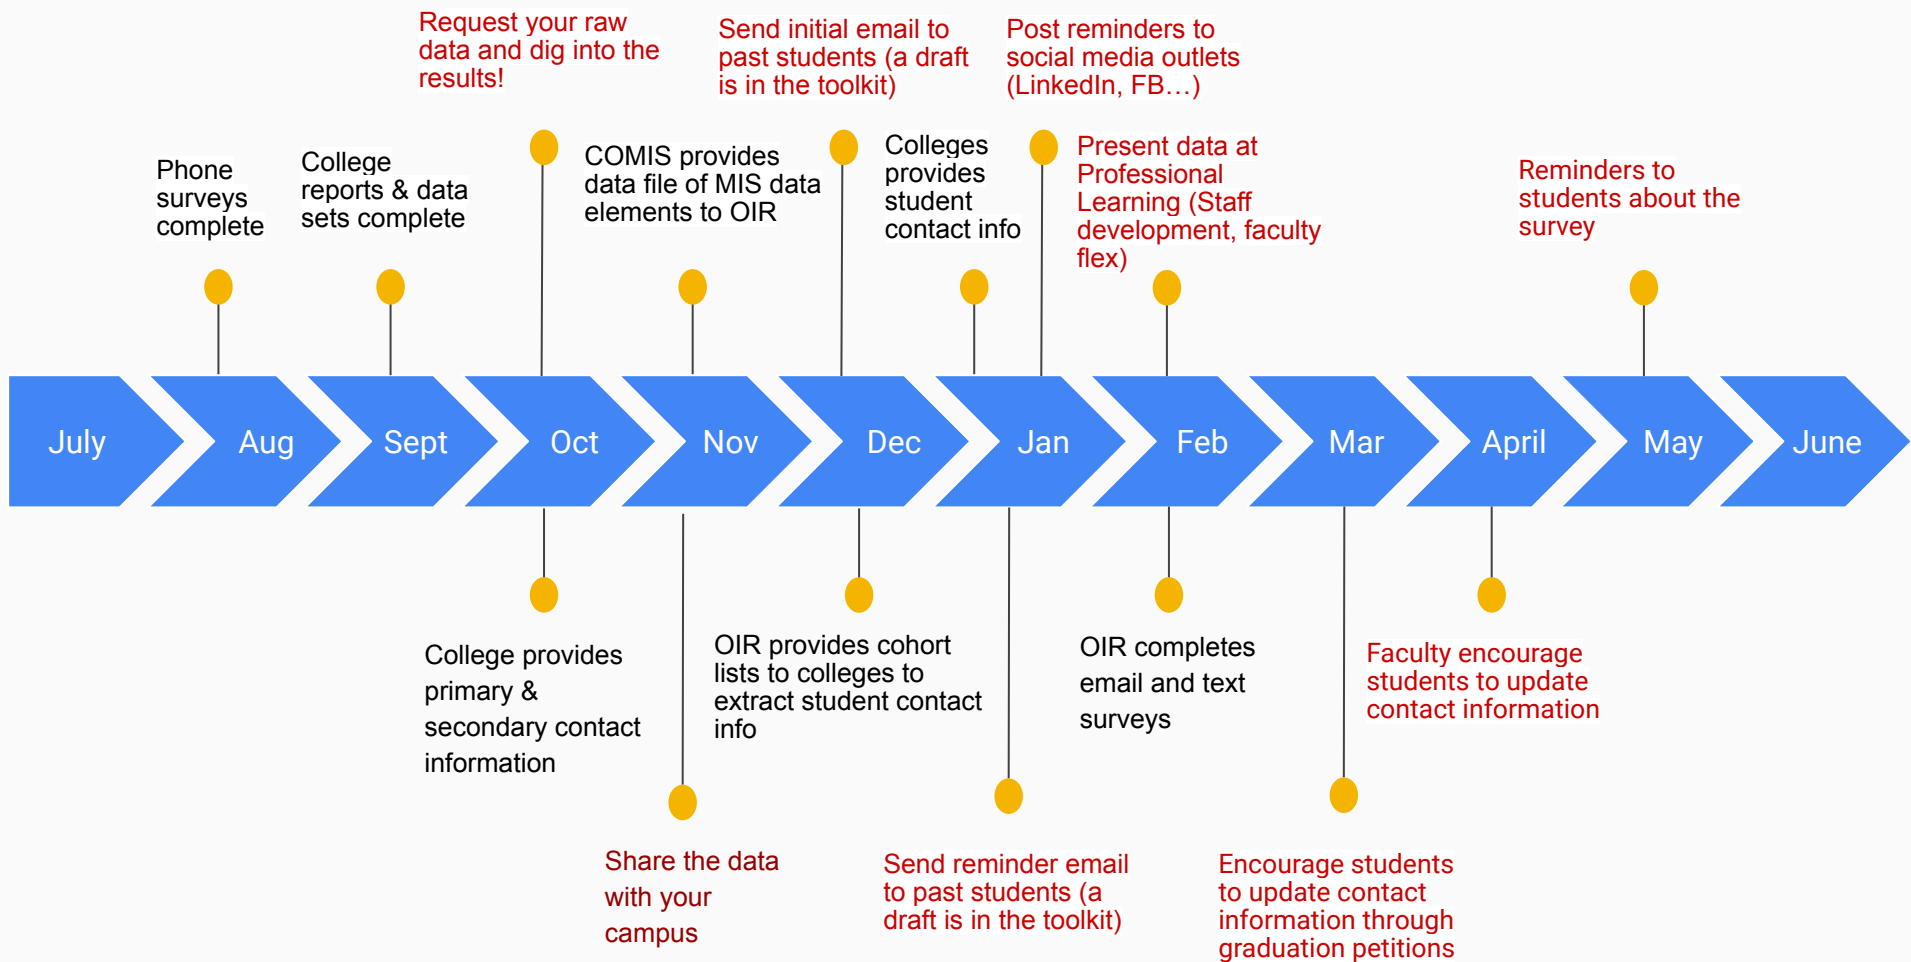 Request your raw
data and dig into the
results!
Send initial email to
past students (a draft
is in the toolkit)
Post reminders to
social media outlets
(LinkedIn, FB…)
Phone
surveys
complete
College
reports & data
sets complete
COMIS provides
data file of MIS data
elements to OIR
Colleges
provides
student
contact info
Present data at
Professional
Learning (Staff
development, faculty
flex)
Reminders to
students about the
survey
July
Aug
Sept
Oct
Nov
Dec
Jan
Feb
Mar
April
May
June
College provides
primary &
secondary contact
information
OIR provides cohort
lists to colleges to
extract student contact
info
OIR completes
email and text
surveys
Faculty encourage
students to update
contact information
Share the data
with your
campus
Send reminder email
to past students (a
draft is in the toolkit)
Encourage students
to update contact
information through
graduation petitions